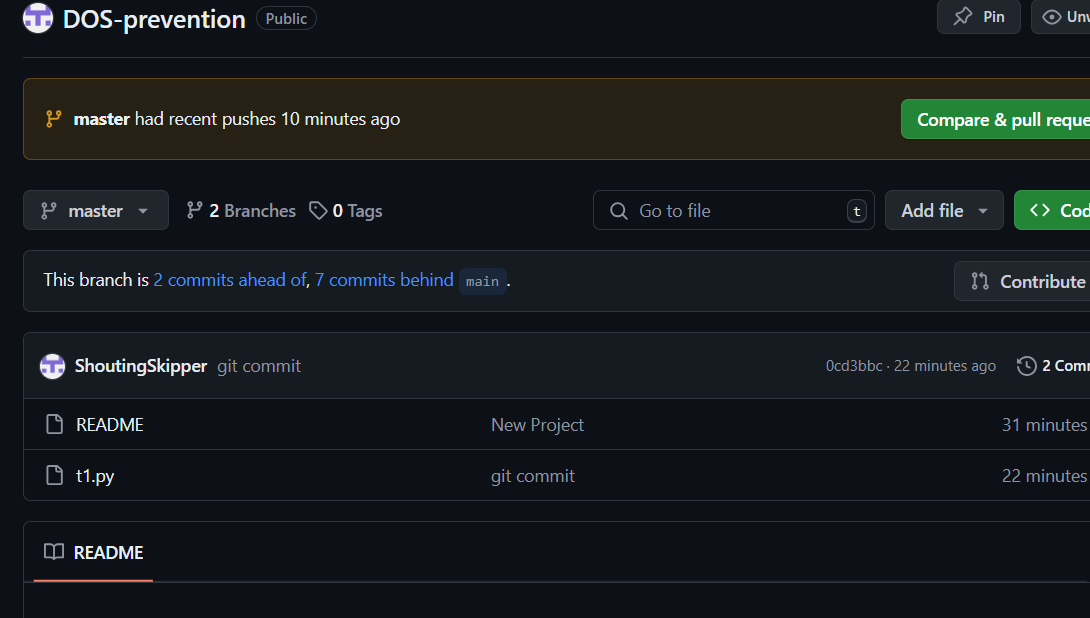 DOS-prevention Public Pin
master had recent pushes 10 minutes ago Compare & pull reque
master 2 Branches 0 Tags Go to file t Add file
This branch is 2 commits ahead of, 7 commits behind main. Contribute
ShoutingSkipper git commit 0cd3bbc · 22 minutes ago 2 Comm
README New Project 31 minutes
t1.py git commit 22 minutes
README